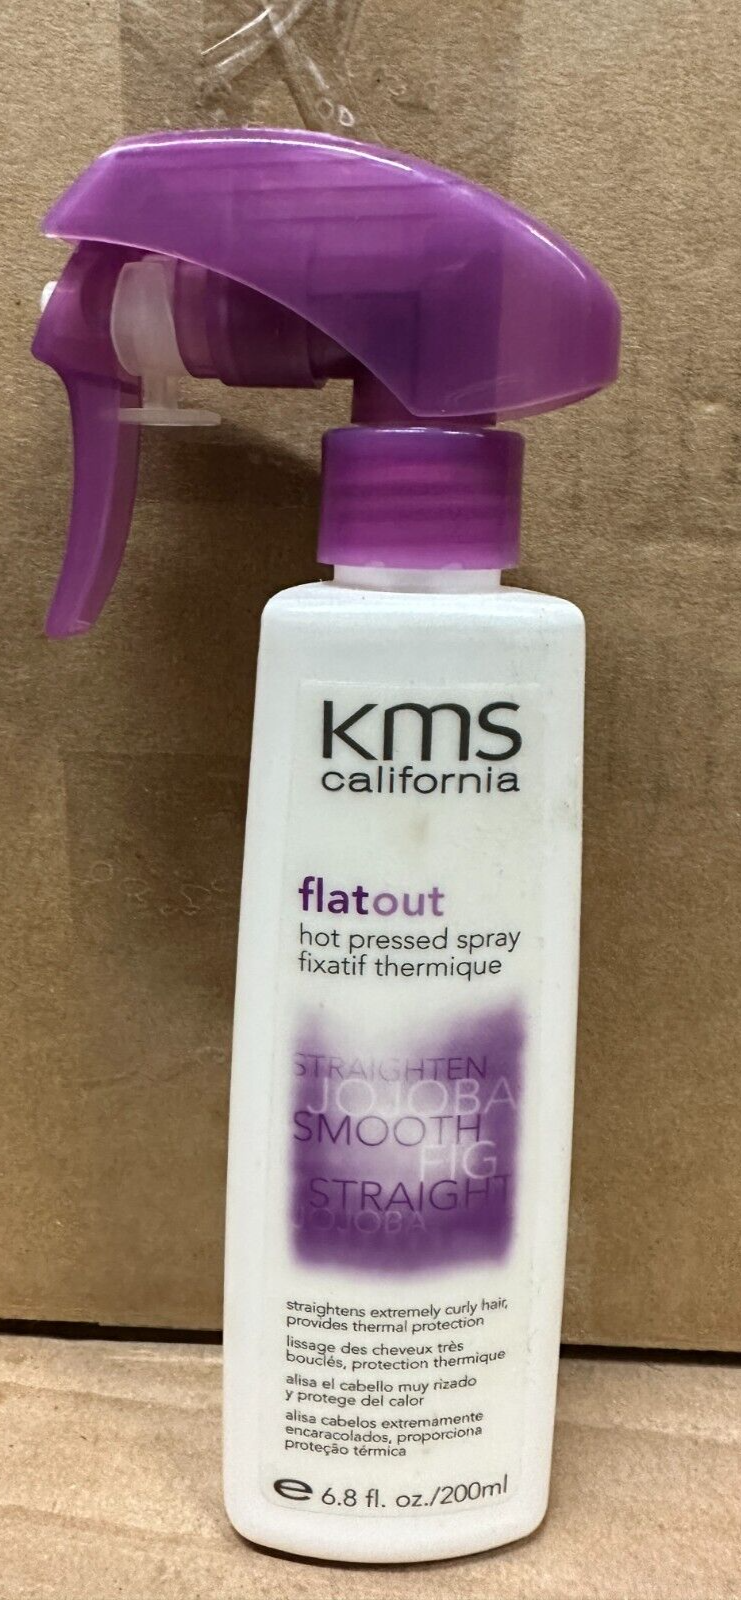 kms
california
flatout
hot pressed spray
fixatif thermique
STRAIGHTEN
JOJOBA
SMOOTH
FIG
STRAIGHT
JOJOBA
straightens extremely curly hair,
provides thermal protection
lissage des cheveux très
bouclés, protection thermique
alisa el cabello muy rizado
y protege del calor
alisa cabelos extremamente
encaracolados, proporciona
proteção térmica
e 6.8 fl. oz./200ml